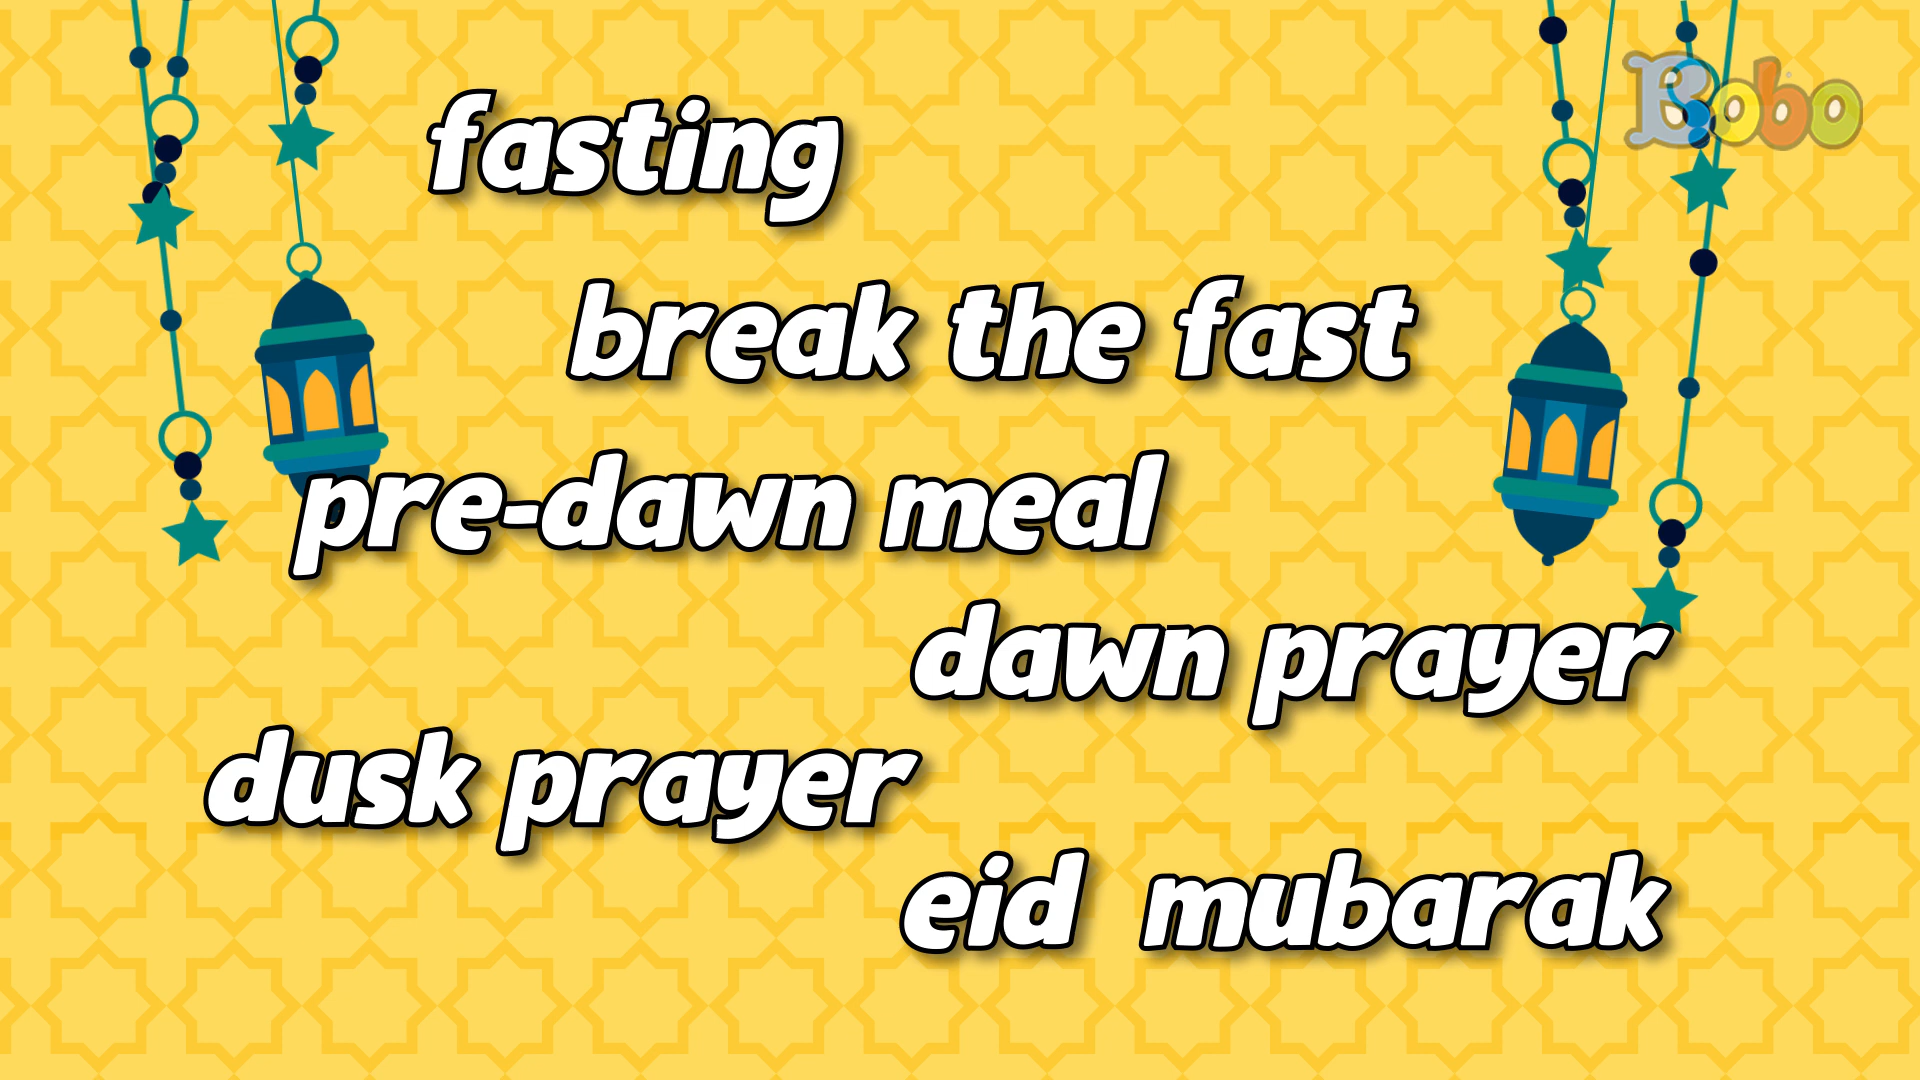 Bobo
fasting
break the fast
pre-dawn meal
dawn prayer
dusk prayer
eid mubarak